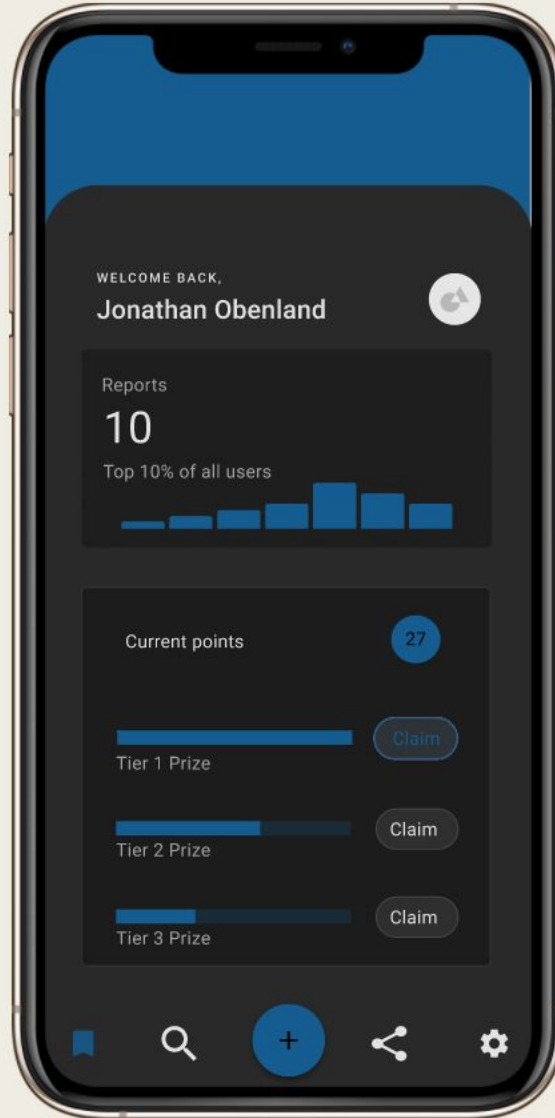 WELCOME BACK,
Jonathan Obenland
Reports
10
Top 10% of all users
Current points
27
Claim
Tier 1 Prize
Claim
Tier 2 Prize
Claim
Tier 3 Prize
+